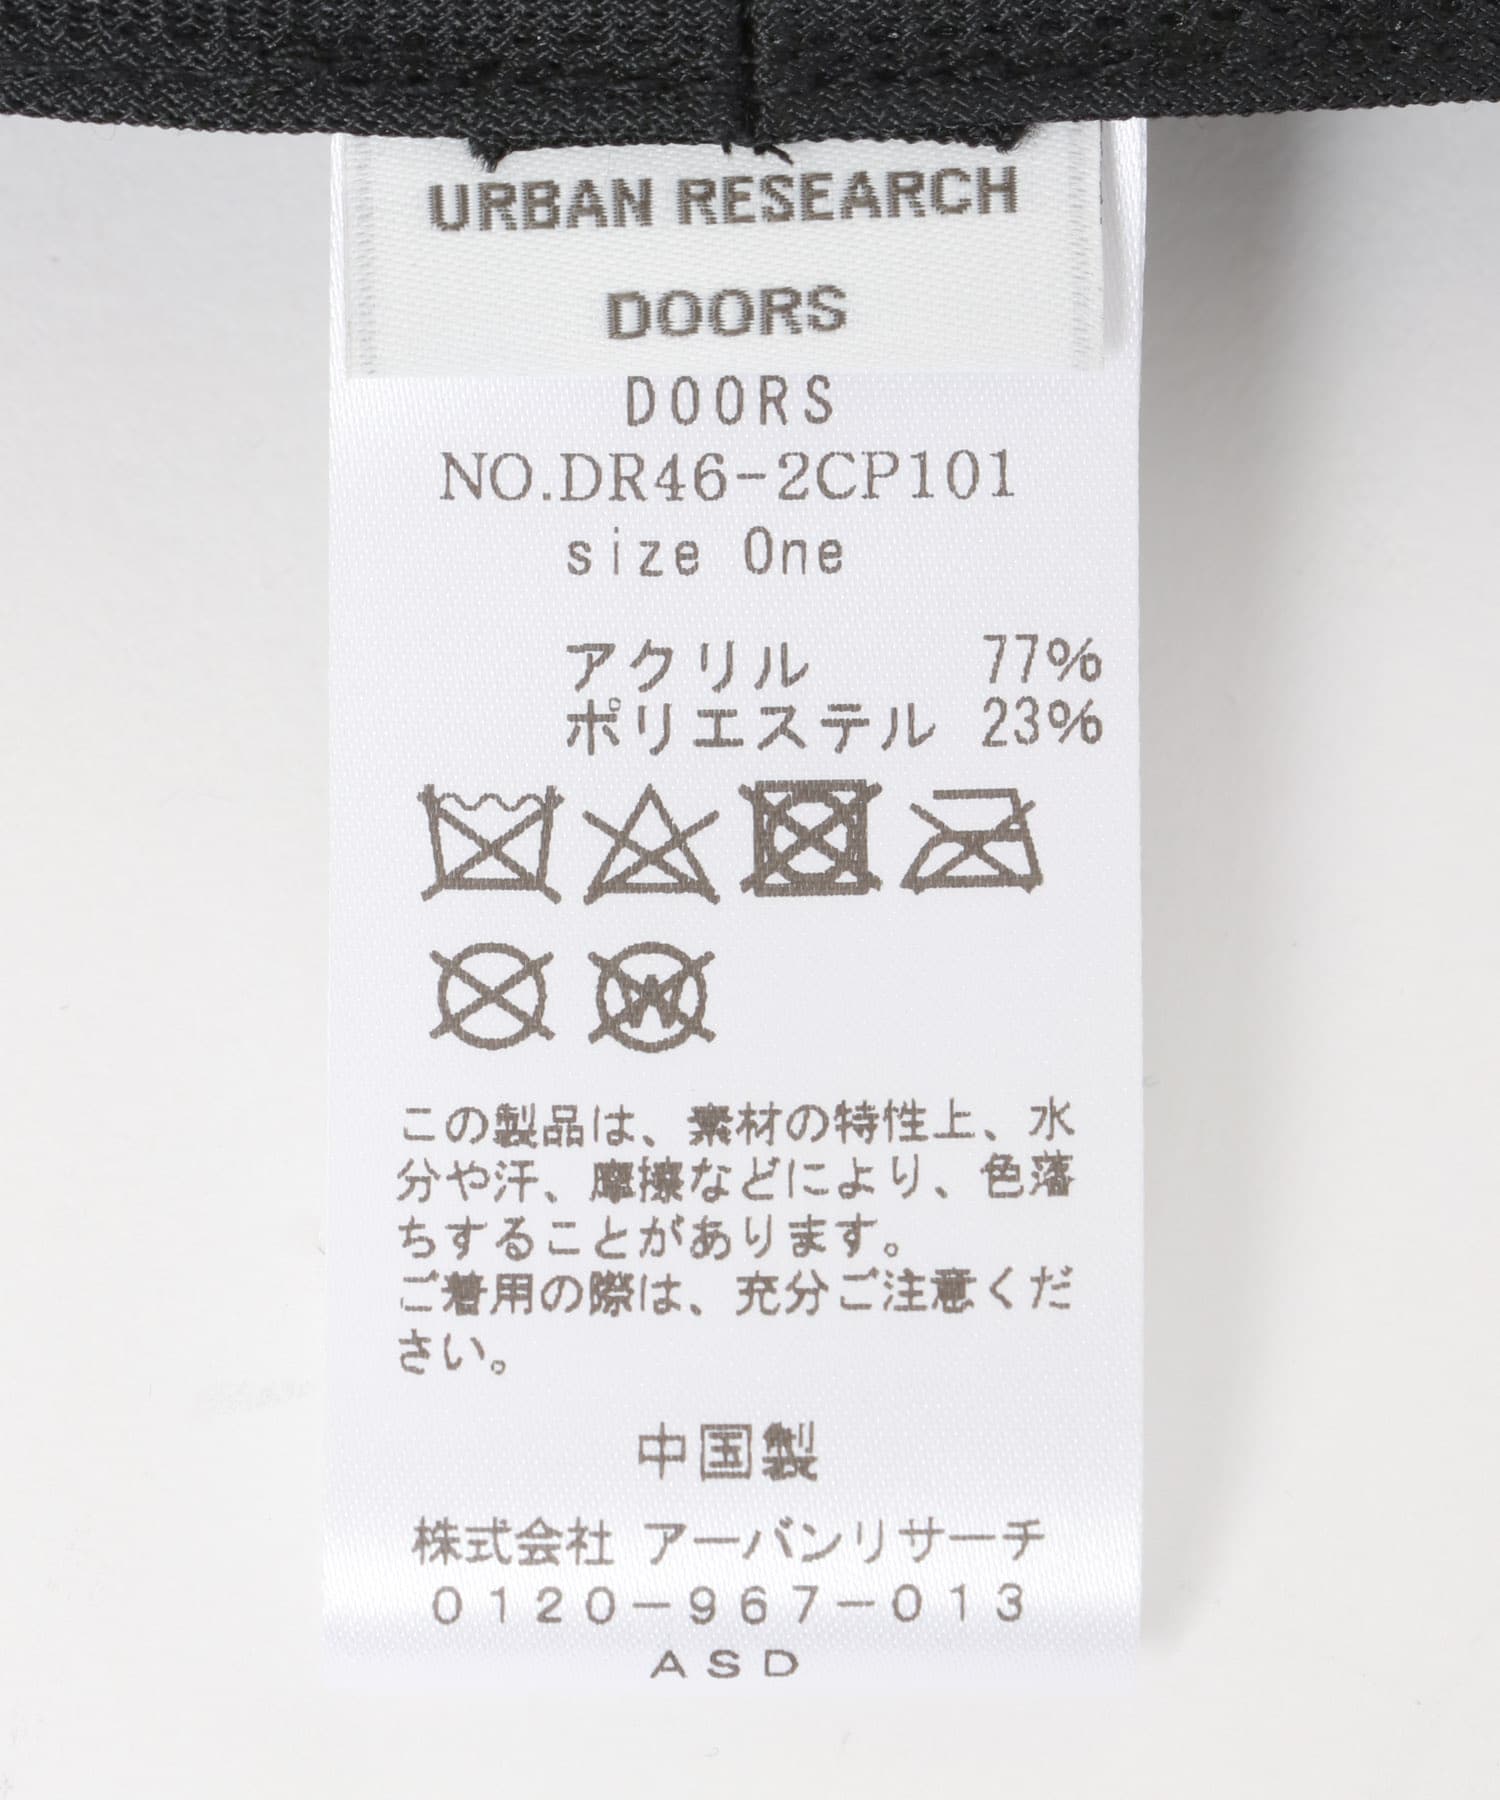 URBAN RESEARCH
DOORS
DOORS
NO.DR46-2CP101
size One
アクリル 77%
ポリエステル 23%
W
この製品は、素材の特性上、水
分や汗、摩擦などにより、色落
ちすることがあります。
ご着用の際は、充分ご注意くだ
さい。
中国製
株式会社 アーバンリサーチ
0120-967-013
ASD